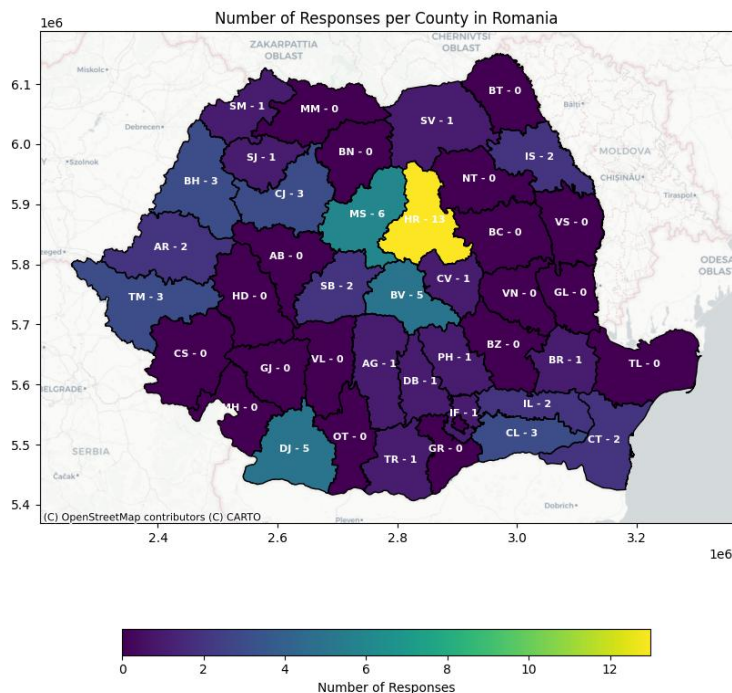 Number of Responses per County in Romania
1e6
ZAKARPATTIA
OBLAST
CHERNIVTSI
OBLAST
6.1
Miskolc
BT - 0
SM - 1
MM - 0
Bălți
SV - 1
Debrecen
6.0
Szolnok
SJ - 1
BN - 0
IS - 2
MOLDOVA
BH - 3
CJ - 3
NT - 0
CHIȘINĂU
Tiraspol
5.9
MS - 6
HR - 13
BC - 0
VS - 0
AR - 2
AB - 0
ODESA
OBLAST
5.8
TM - 3
HD - 0
SB - 2
BV - 5
CV - 1
VN - 0
GL - 0
5.7
CS - 0
GJ - 0
VL - 0
AG - 1
PH - 1
BZ - 0
BR - 1
TL - 0
5.6
DB - 1
MH - 0
IF - 1
IL - 2
SERBIA
5.5
DJ - 5
OT - 0
TR - 1
GR - 0
CL - 3
CT - 2
Čačak
5.4
Pleven
Dobrich
(C) OpenStreetMap contributors (C) CARTO
2.4 2.6 2.8 3.0 3.2
1e6
0 2 4 6 8 10 12
Number of Responses